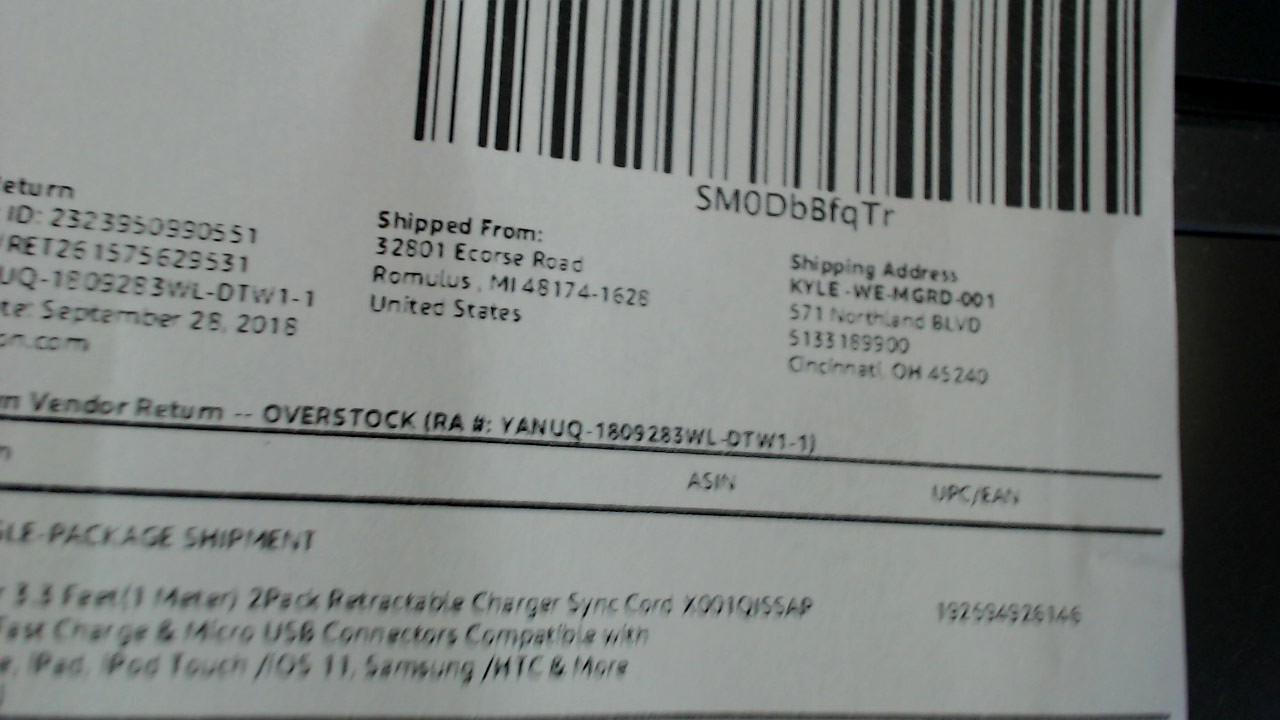 SM0DbBfqTr
eturn
ID: 2323950990551
RET261575629531
UQ-1809283WL-DTW1-1
te: September 28, 2018
on.com
Shipped From:
32801 Ecorse Road
Romulus , MI 48174-1628
United States
Shipping Address
KYLE-WE-MGRD-001
571 Northland BLVD
5133189900
Cincinnati, OH 45240
n Vendor Return -- OVERSTOCK (RA #: YANUQ-1809283WL-DTW1-1)
ASIN UPC/EAN
GLE-PACKAGE SHIPMENT
3.3 Feet(1 Meter) 2Pack Retractable Charger Sync Cord X001QISSAP
Fast Charge & Micro USB Connectors Compatible with
e, iPad, iPod Touch /iOS 11, Samsung /HTC & More